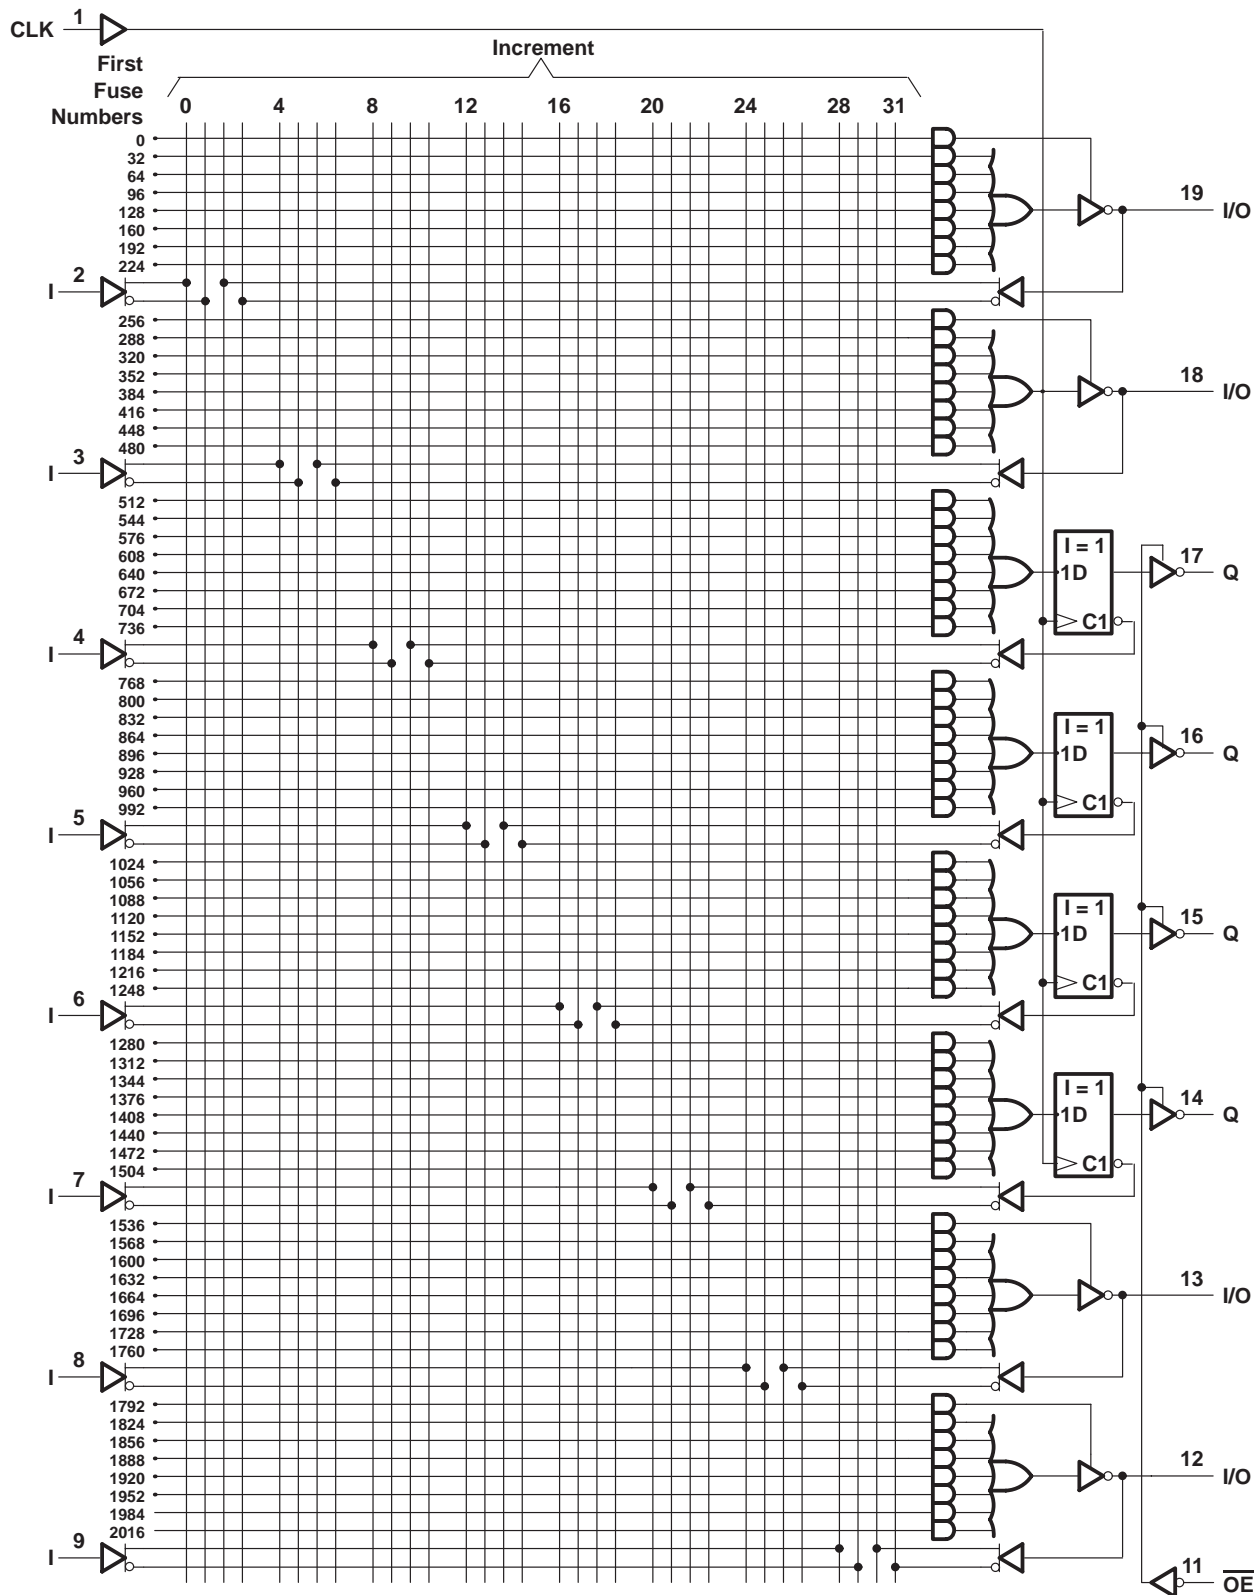 CLK 1
Increment
First
Fuse
Numbers
0 4 8 12 16 20 24 28 31
0
32
64
96
128
160
192
224
19 I/O
I 2
256
288
320
352
384
416
448
480
18 I/O
I 3
512
544
576
608
640
672
704
736
I = 1
1D
C1
17 Q
I 4
768
800
832
864
896
928
960
992
I = 1
1D
C1
16 Q
I 5
1024
1056
1088
1120
1152
1184
1216
1248
I = 1
1D
C1
15 Q
I 6
1280
1312
1344
1376
1408
1440
1472
1504
I = 1
1D
C1
14 Q
I 7
1536
1568
1600
1632
1664
1696
1728
1760
13 I/O
I 8
1792
1824
1856
1888
1920
1952
1984
2016
12 I/O
I 9
11 O̅E̅